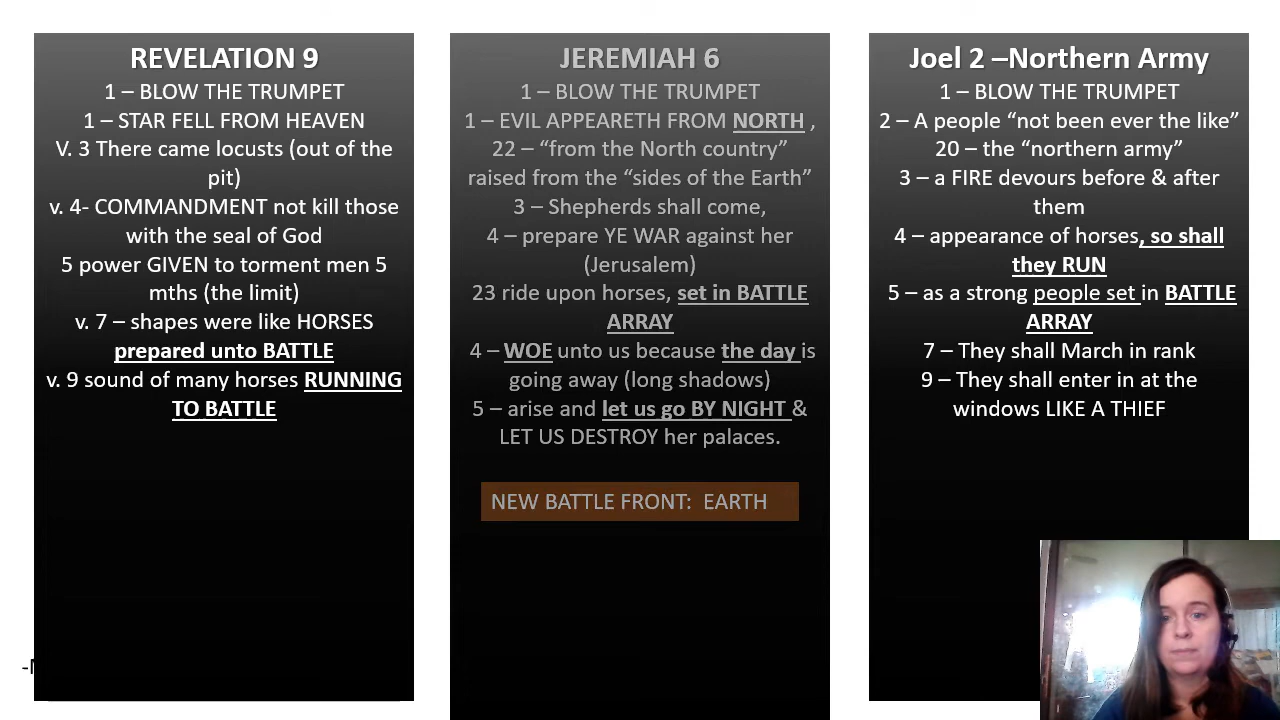 REVELATION 9
1 – BLOW THE TRUMPET
1 – STAR FELL FROM HEAVEN
V. 3 There came locusts (out of the
pit)
v. 4- COMMANDMENT not kill those
with the seal of God
5 power GIVEN to torment men 5
mths (the limit)
v. 7 – shapes were like HORSES
prepared unto BATTLE
v. 9 sound of many horses RUNNING
TO BATTLE
JEREMIAH 6
1 – BLOW THE TRUMPET
1 – EVIL APPEARETH FROM NORTH ,
22 – “from the North country”
raised from the “sides of the Earth”
3 – Shepherds shall come,
4 – prepare YE WAR against her
(Jerusalem)
23 ride upon horses, set in BATTLE
ARRAY
4 – WOE unto us because the day is
going away (long shadows)
5 – arise and let us go BY NIGHT &
LET US DESTROY her palaces.
NEW BATTLE FRONT: EARTH
Joel 2 –Northern Army
1 – BLOW THE TRUMPET
2 – A people “not been ever the like”
20 – the “northern army”
3 – a FIRE devours before & after
them
4 – appearance of horses, so shall
they RUN
5 – as a strong people set in BATTLE
ARRAY
7 – They shall March in rank
9 – They shall enter in at the
windows LIKE A THIEF